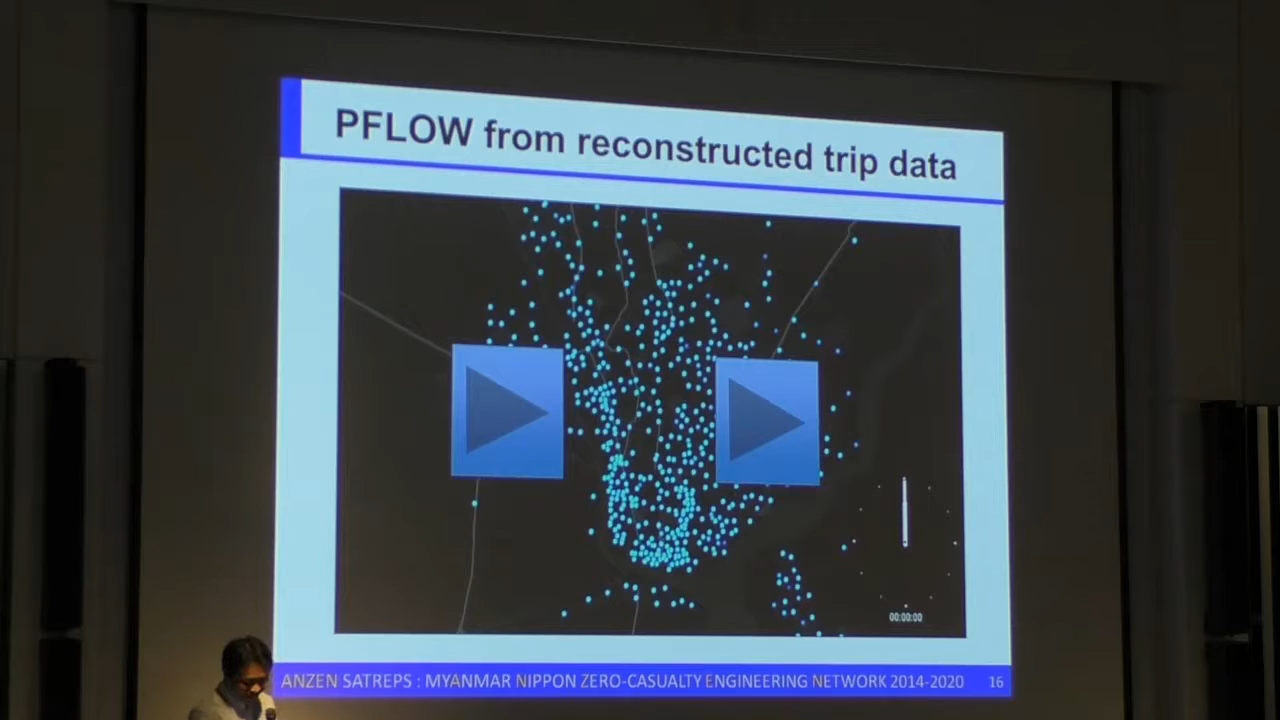 PFLOW from reconstructed trip data
00:00:00
ANZEN SATREPS : MYANMAR NIPPON ZERO-CASUALTY ENGINEERING NETWORK 2014-2020 16